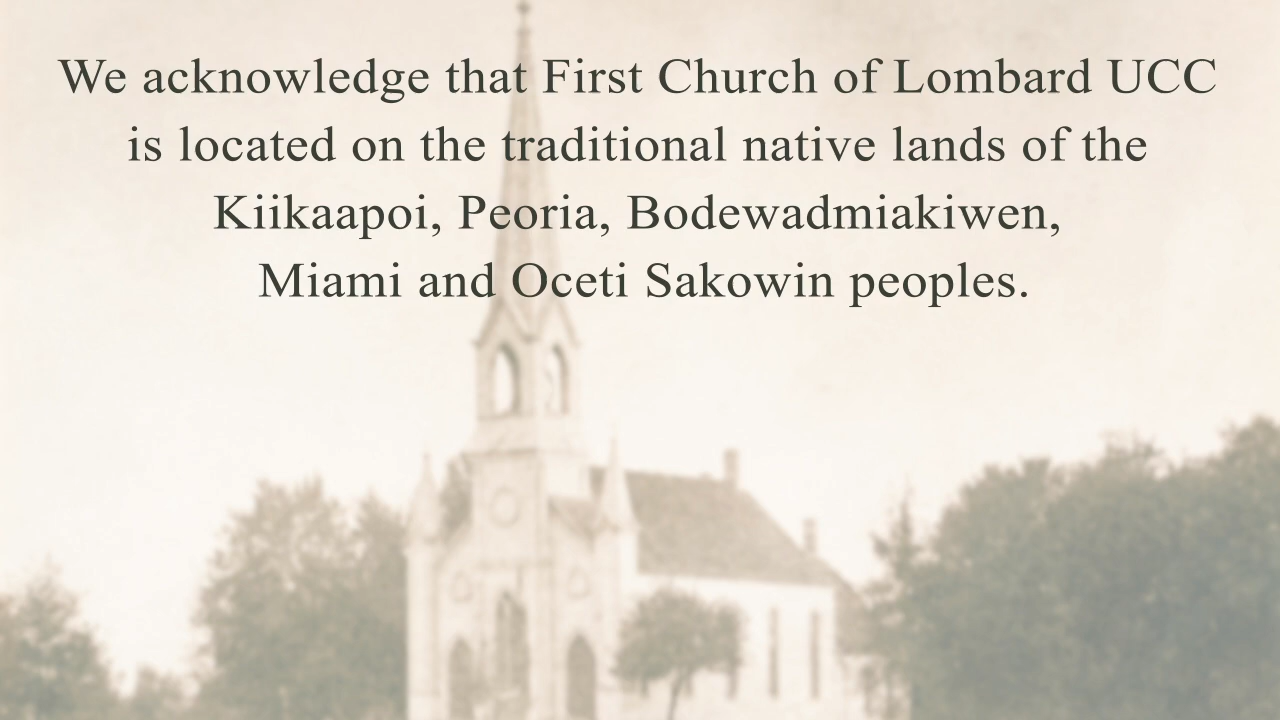 We acknowledge that First Church of Lombard UCC
is located on the traditional native lands of the
Kiikaapoi, Peoria, Bodewadmiakiwen,
Miami and Oceti Sakowin peoples.